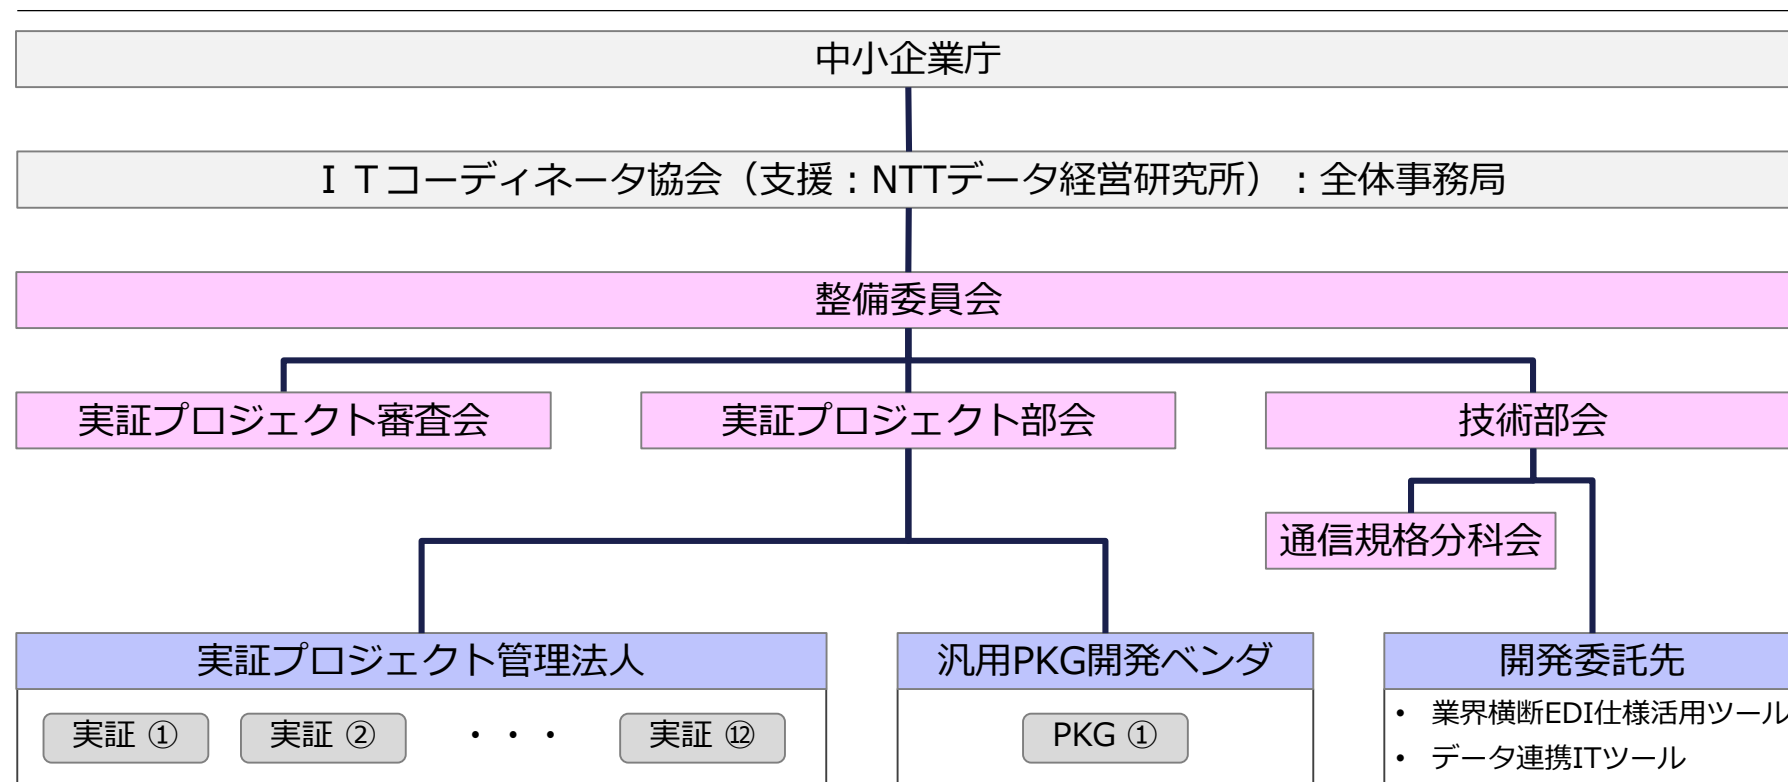 中小企業庁
ＩＴコーディネータ協会（支援：NTTデータ経営研究所）：全体事務局
整備委員会
実証プロジェクト審査会
実証プロジェクト部会
技術部会
通信規格分科会
実証プロジェクト管理法人
汎用PKG開発ベンダ
開発委託先
実証 ①
実証 ②
・・・
実証 ⑫
PKG ①
• 業界横断EDI仕様活用ツール
• データ連携ITツール